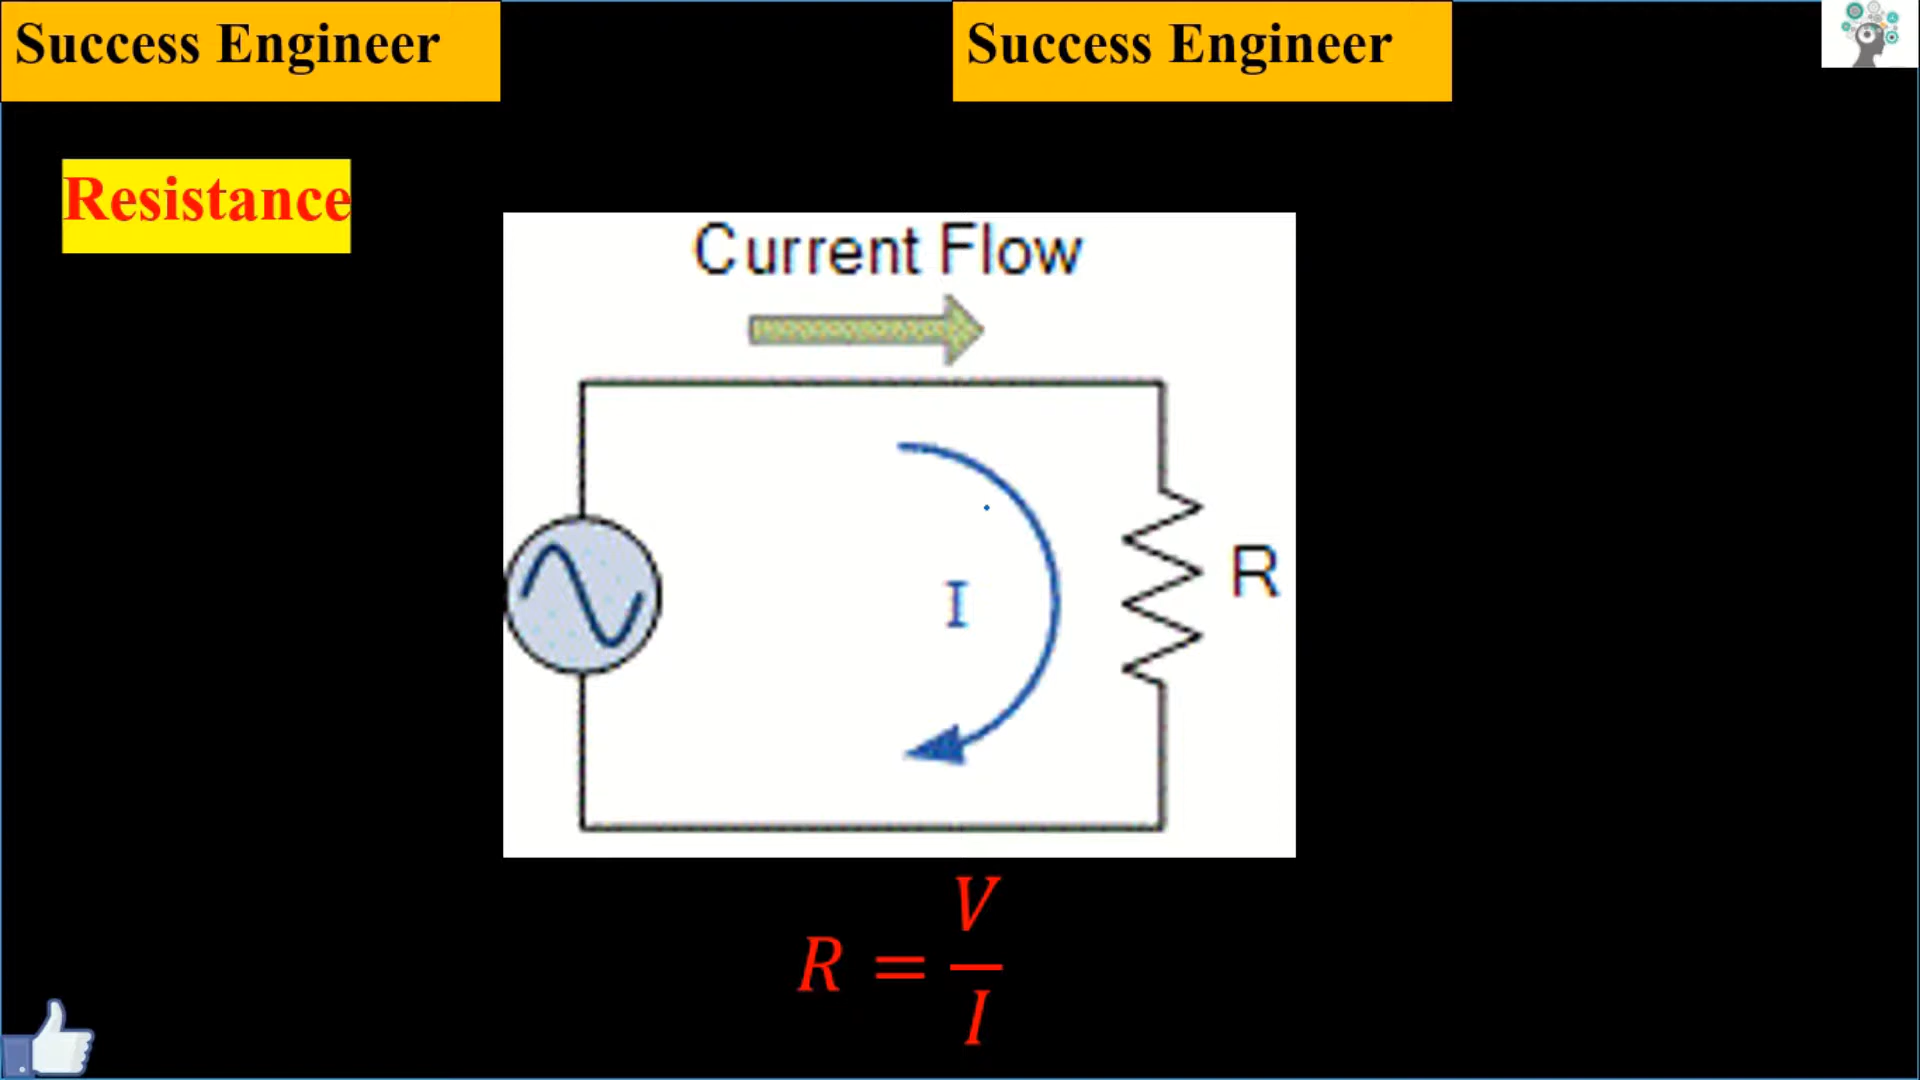 Success Engineer
Success Engineer
Resistance
Current Flow
I
R
R = V/I